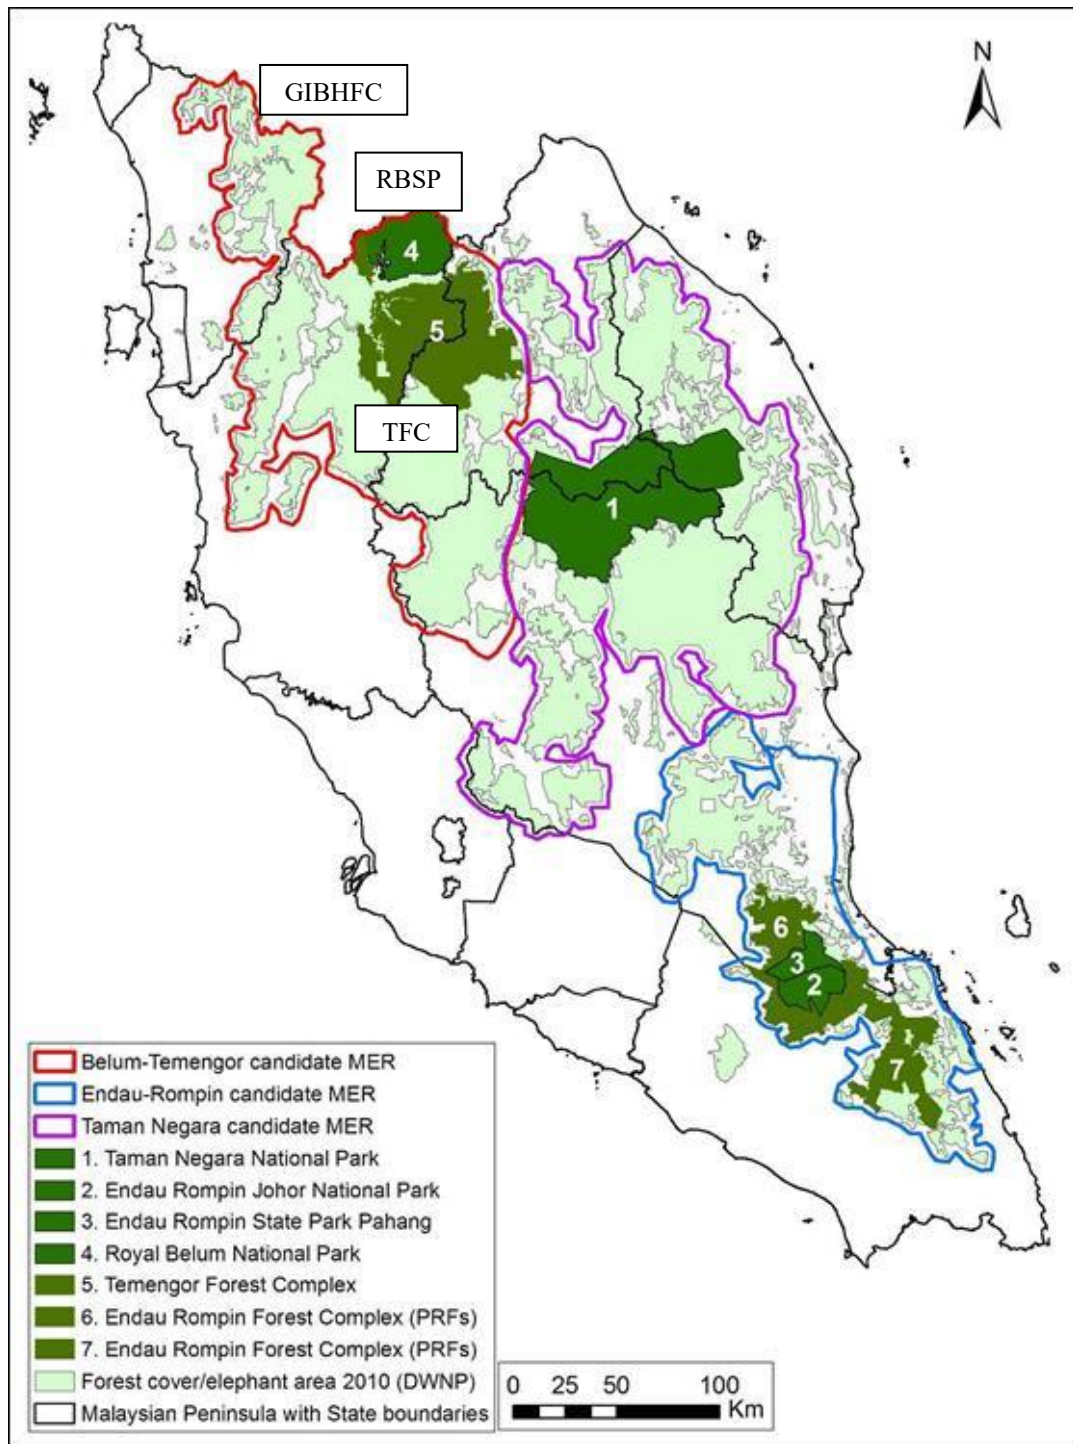 N
GIBHFC
RBSP
4
5
TFC
1
6
3
2
7
Belum-Temengor candidate MER
Endau-Rompin candidate MER
Taman Negara candidate MER
1. Taman Negara National Park
2. Endau Rompin Johor National Park
3. Endau Rompin State Park Pahang
4. Royal Belum National Park
5. Temengor Forest Complex
6. Endau Rompin Forest Complex (PRFs)
7. Endau Rompin Forest Complex (PRFs)
Forest cover/elephant area 2010 (DWNP)
Malaysian Peninsula with State boundaries
0 25 50 100
Km